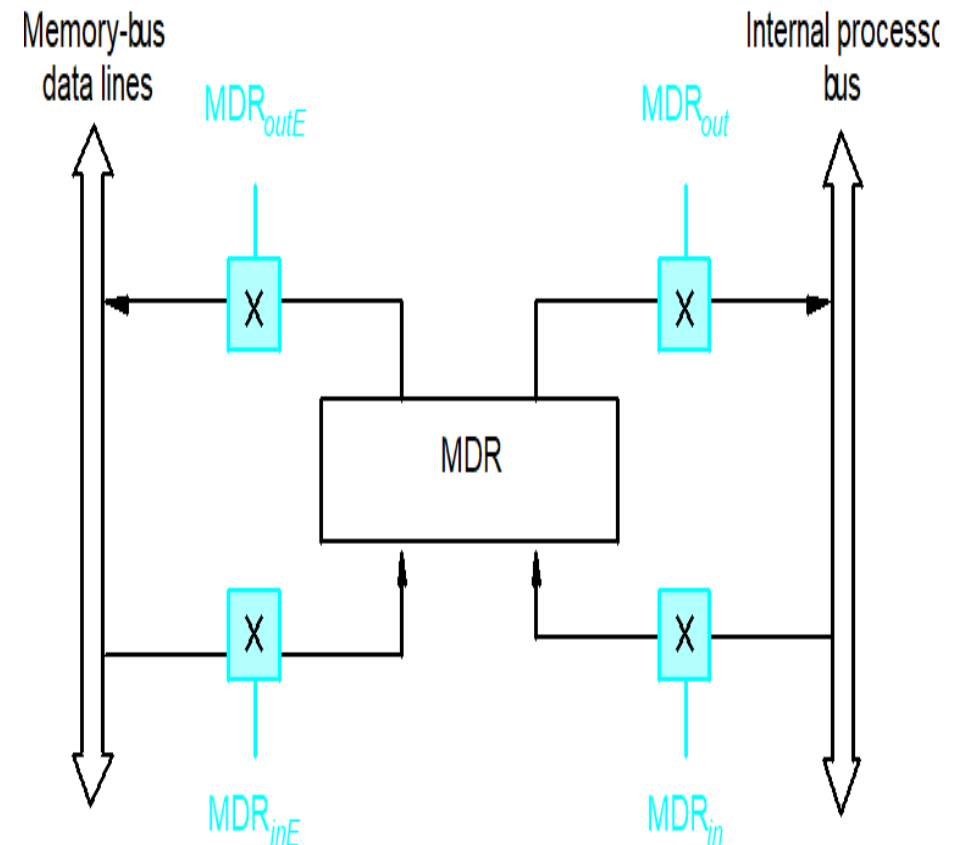 Memory-bus
data lines
Internal processo
bus
MDRoutE
MDRout
X
X
MDR
X
X
MDRinE
MDRin